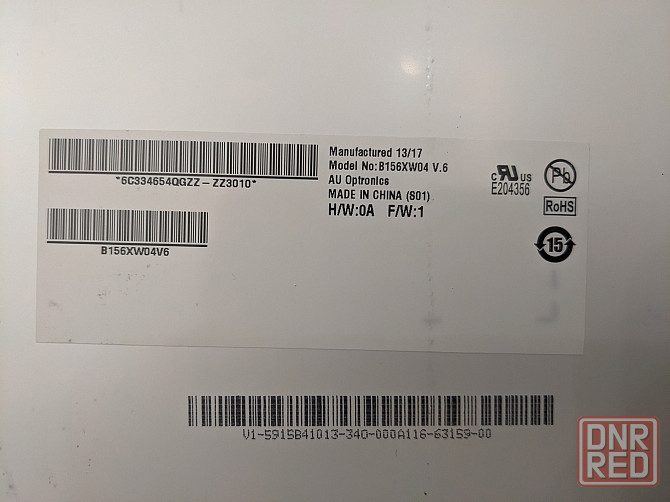 Manufactured 13/17
Model No:B156XW04 V.6
AU Optronics
MADE IN CHINA (S01)
H/W:0A F/W:1
*6C334654QGZZ-ZZ3010*
B156XW04V6
c RU US
E204356
Pb
RoHS
15
V1-5915B41013-340-000A116-63159-00
DNR
RED